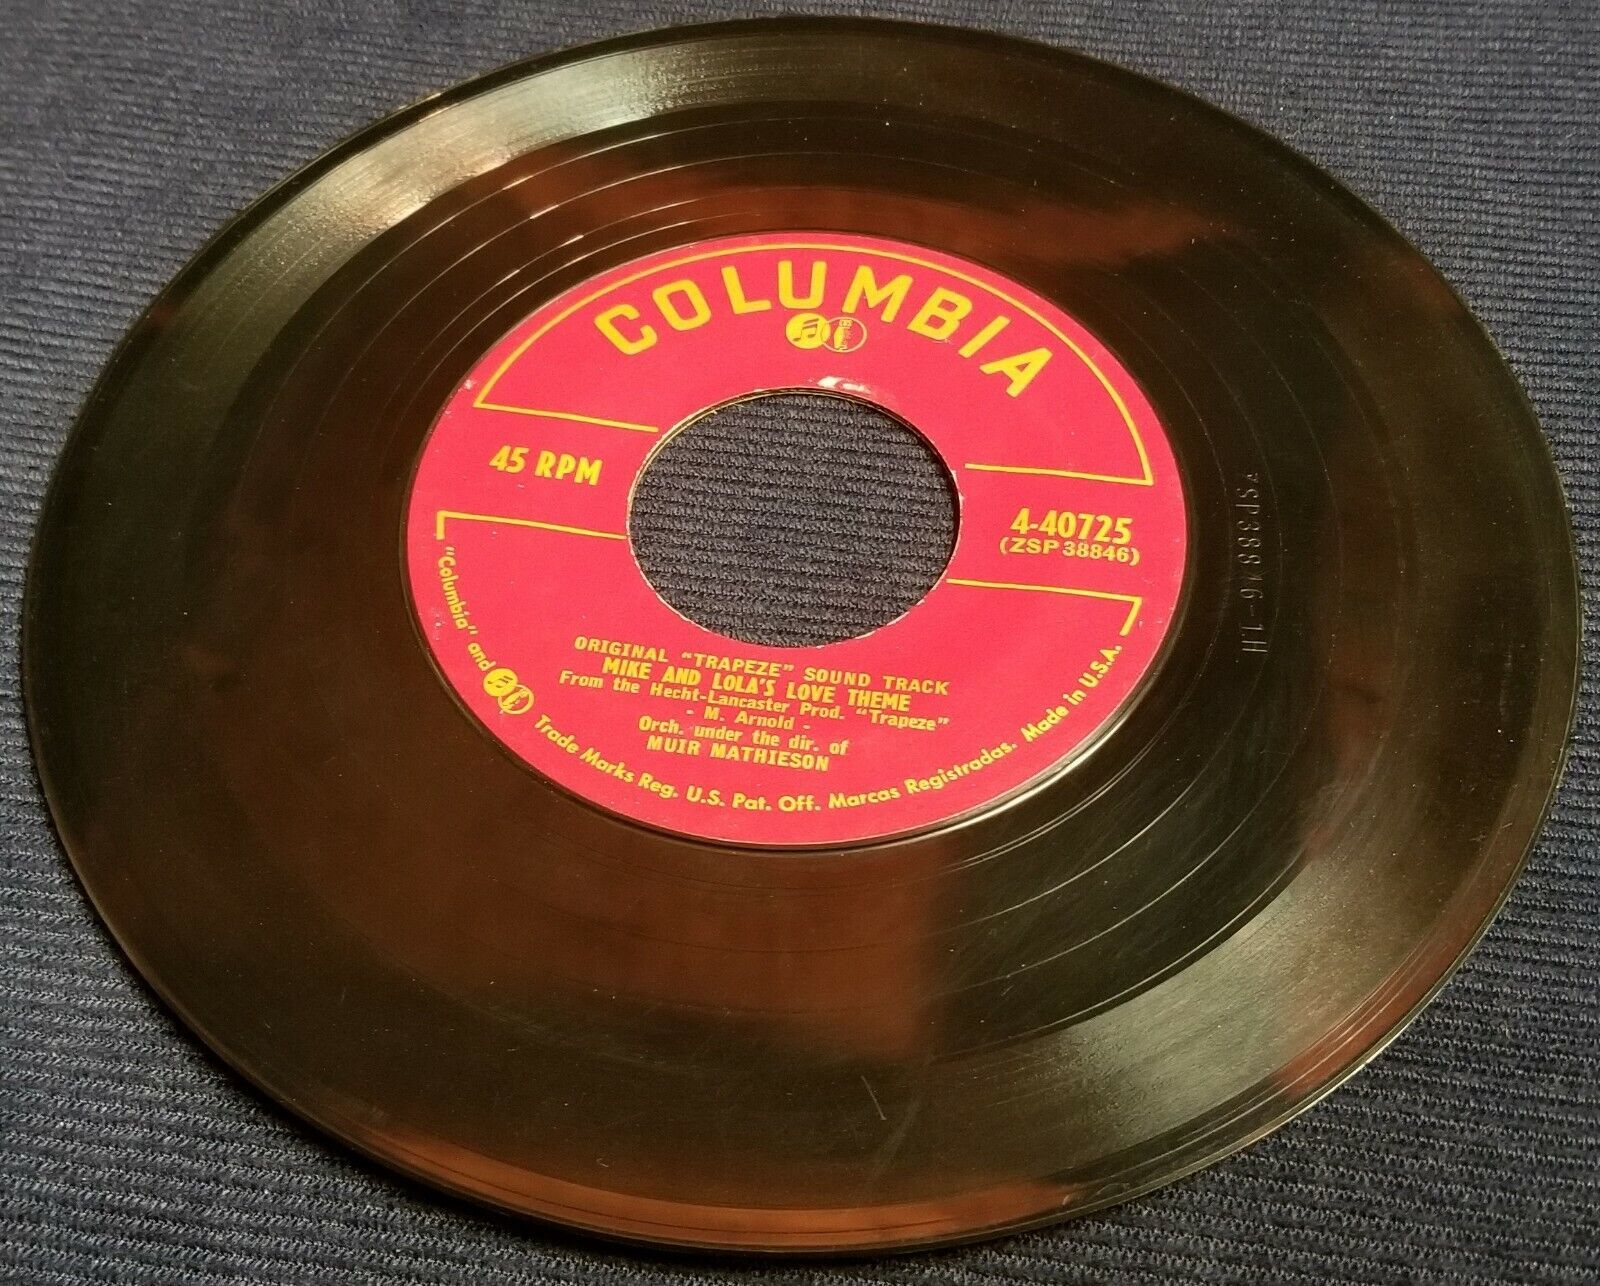 COLUMBIA
45 RPM
4-40725
(ZSP 38846)
ORIGINAL "TRAPEZE" SOUND TRACK
MIKE AND LOLA'S LOVE THEME
From the Hecht-Lancaster Prod. "Trapeze"
- M. Arnold -
Orch. under the dir. of
MUIR MATHIESON
"Columbia" and Trade Marks Reg. U.S. Pat. Off. Marcas Registradas. Made in U.S.A.
ZSP38846-1H